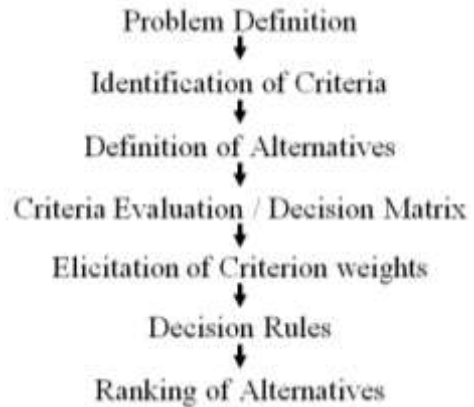 Problem Definition
Identification of Criteria
Definition of Alternatives
Criteria Evaluation / Decision Matrix
Elicitation of Criterion weights
Decision Rules
Ranking of Alternatives